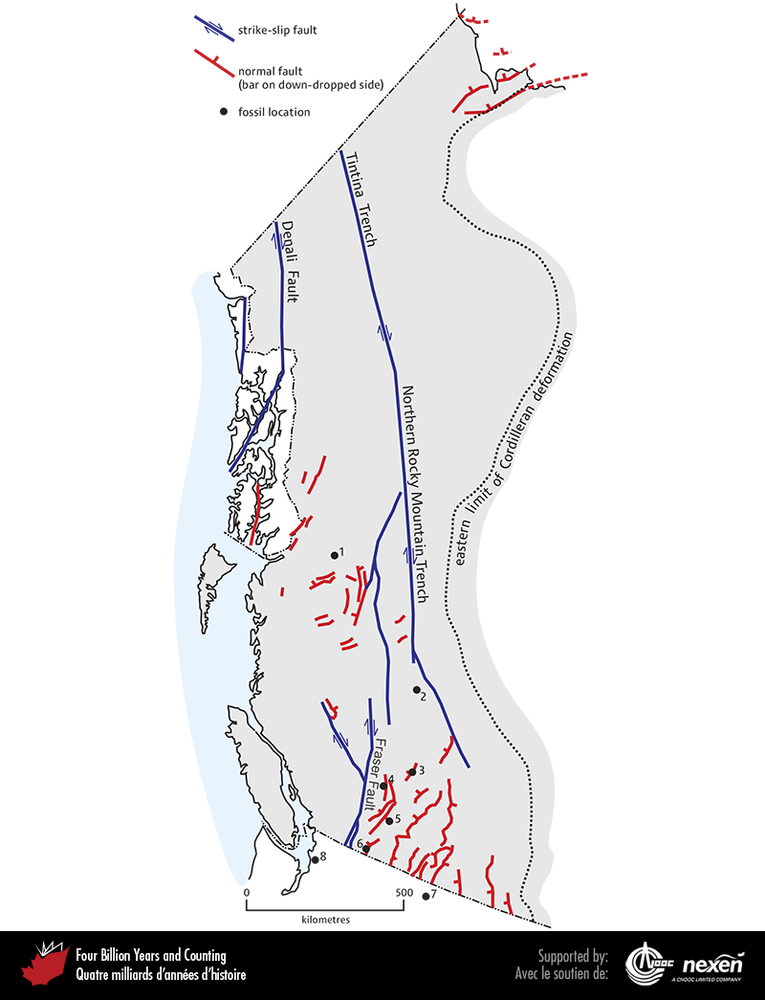 strike-slip fault
normal fault
(bar on down-dropped side)
fossil location
Tintina Trench
Denali Fault
Northern Rocky Mountain Trench
eastern limit of Cordilleran deformation
1
2
3
Fraser Fault
4
5
6
8
7
0
500
kilometres
Four Billion Years and Counting
Quatre milliards d'années d'histoire
Supported by:
Avec le soutien de:
CNOOC
nexen
A CNOOC LIMITED COMPANY